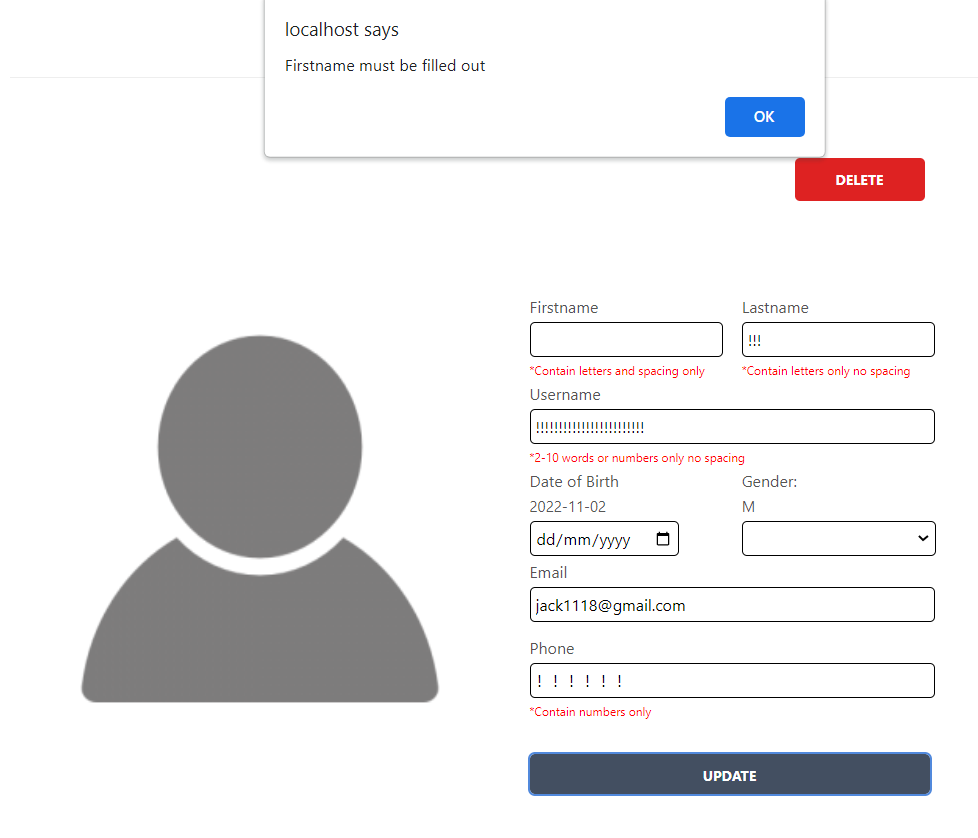 localhost says
Firstname must be filled out
OK
DELETE
Firstname Lastname
!!!
*Contain letters and spacing only *Contain letters only no spacing
Username
!!!!!!!!!!!!!!!!!!!!!!!!
*2-10 words or numbers only no spacing
Date of Birth Gender:
2022-11-02 M
dd/mm/yyyy
Email
jack1118@gmail.com
Phone
！！！！！！
*Contain numbers only
UPDATE